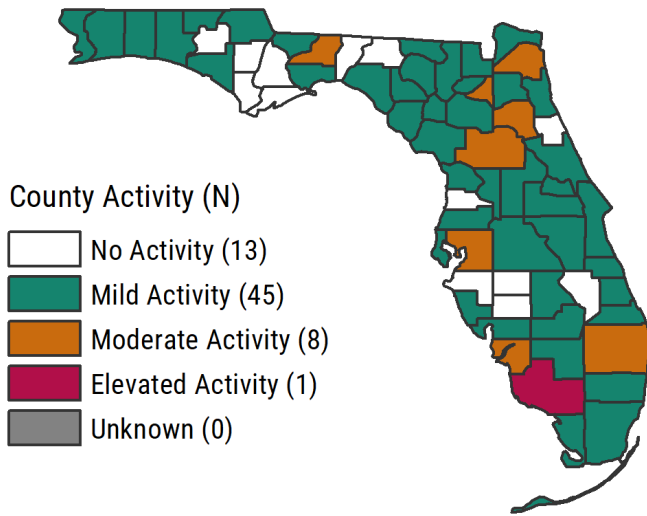 County Activity (N)
No Activity (13)
Mild Activity (45)
Moderate Activity (8)
Elevated Activity (1)
Unknown (0)